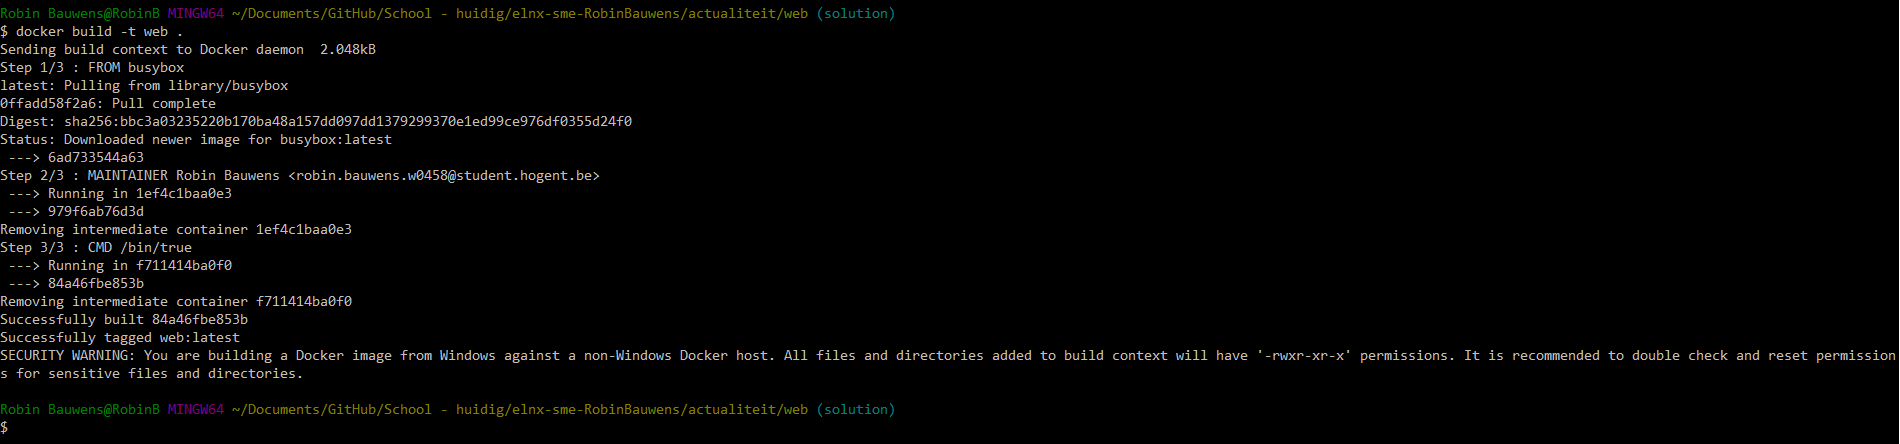 Robin Bauwens@RobinB MINGW64 ~/Documents/GitHub/School - huidig/elnx-sme-RobinBauwens/actualiteit/web (solution)
$ docker build -t web .
Sending build context to Docker daemon  2.048kB
Step 1/3 : FROM busybox
latest: Pulling from library/busybox
0ffadd58f2a6: Pull complete
Digest: sha256:bbc3a03235220b170ba48a157dd097dd1379299370e1ed99ce976df0355d24f0
Status: Downloaded newer image for busybox:latest
 ---> 6ad733544a63
Step 2/3 : MAINTAINER Robin Bauwens <robin.bauwens.w0458@student.hogent.be>
 ---> Running in 1ef4c1baa0e3
 ---> 979f6ab76d3d
Removing intermediate container 1ef4c1baa0e3
Step 3/3 : CMD /bin/true
 ---> Running in f711414ba0f0
 ---> 84a46fbe853b
Removing intermediate container f711414ba0f0
Successfully built 84a46fbe853b
Successfully tagged web:latest
SECURITY WARNING: You are building a Docker image from Windows against a non-Windows Docker host. All files and directories added to build context will have '-rwxr-xr-x' permissions. It is recommended to double check and reset permission
s for sensitive files and directories.
Robin Bauwens@RobinB MINGW64 ~/Documents/GitHub/School - huidig/elnx-sme-RobinBauwens/actualiteit/web (solution)
$